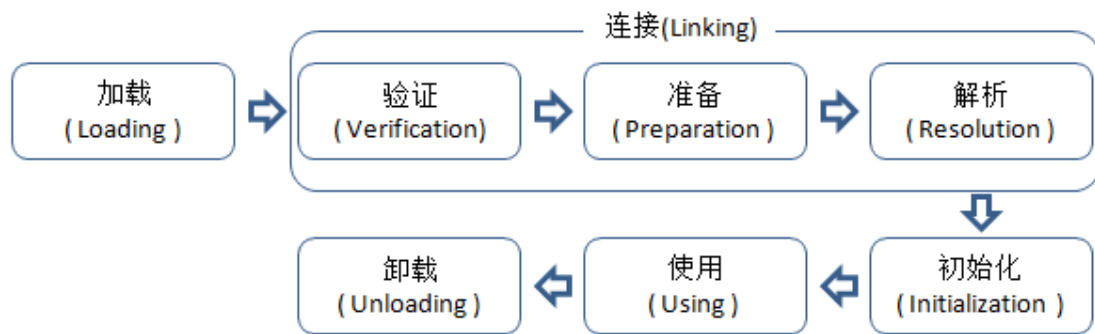 连接(Linking)
加载
( Loading )
验证
( Verification)
准备
( Preparation )
解析
( Resolution )
卸载
( Unloading )
使用
( Using )
初始化
( Initialization )